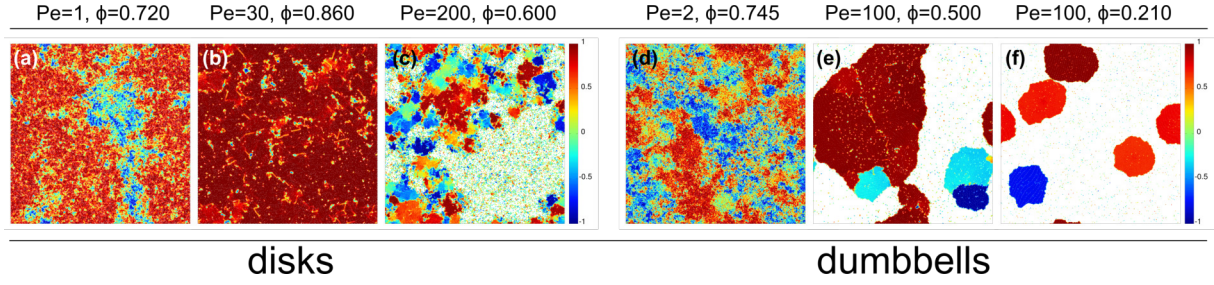 Pe=1, ϕ=0.720 Pe=30, ϕ=0.860 Pe=200, ϕ=0.600 Pe=2, ϕ=0.745 Pe=100, ϕ=0.500 Pe=100, ϕ=0.210
(a) (b) (c) (d) (e) (f)
1 1
0.5 0.5
0 0
-0.5 -0.5
-1 -1
disks dumbbells